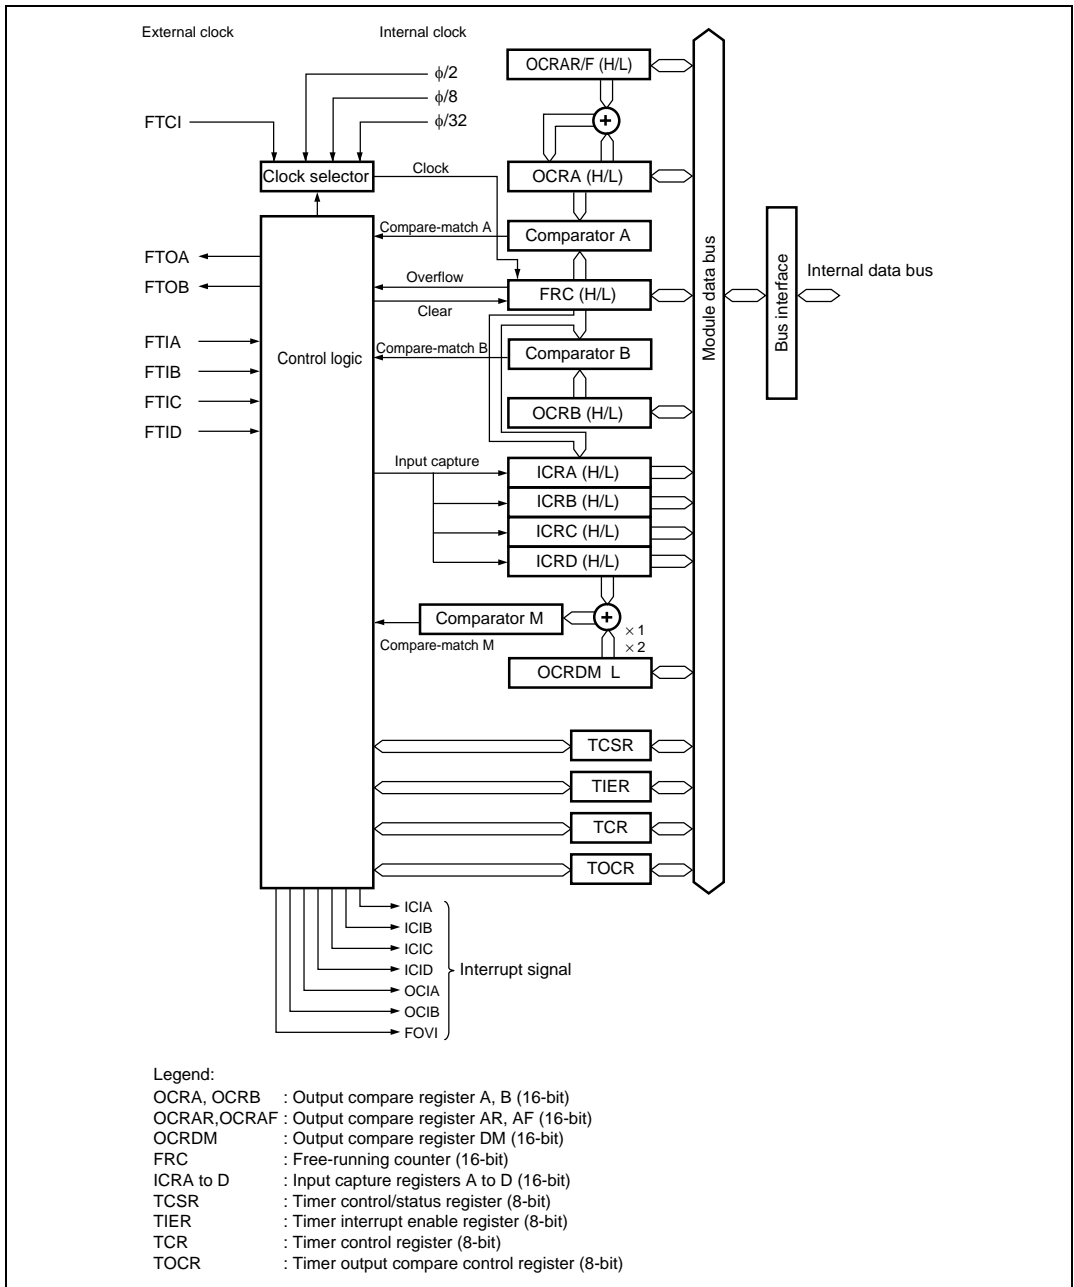 External clock
Internal clock
ϕ/2
ϕ/8
ϕ/32
FTCI
Clock selector
Clock
OCRAR/F (H/L)
+
OCRA (H/L)
Compare-match A
Comparator A
FTOA
FTOB
Overflow
FRC (H/L)
Clear
FTIA
FTIB
FTIC
FTID
Control logic
Compare-match B
Comparator B
OCRB (H/L)
Input capture
ICRA (H/L)
ICRB (H/L)
ICRC (H/L)
ICRD (H/L)
+
× 1
× 2
Comparator M
Compare-match M
OCRDM L
TCSR
TIER
TCR
TOCR
Module data bus
Bus interface
Internal data bus
ICIA
ICIB
ICIC
ICID
OCIA
OCIB
FOVI
Interrupt signal
Legend:
OCRA, OCRB : Output compare register A, B (16-bit)
OCRAR,OCRAF : Output compare register AR, AF (16-bit)
OCRDM : Output compare register DM (16-bit)
FRC : Free-running counter (16-bit)
ICRA to D : Input capture registers A to D (16-bit)
TCSR : Timer control/status register (8-bit)
TIER : Timer interrupt enable register (8-bit)
TCR : Timer control register (8-bit)
TOCR : Timer output compare control register (8-bit)